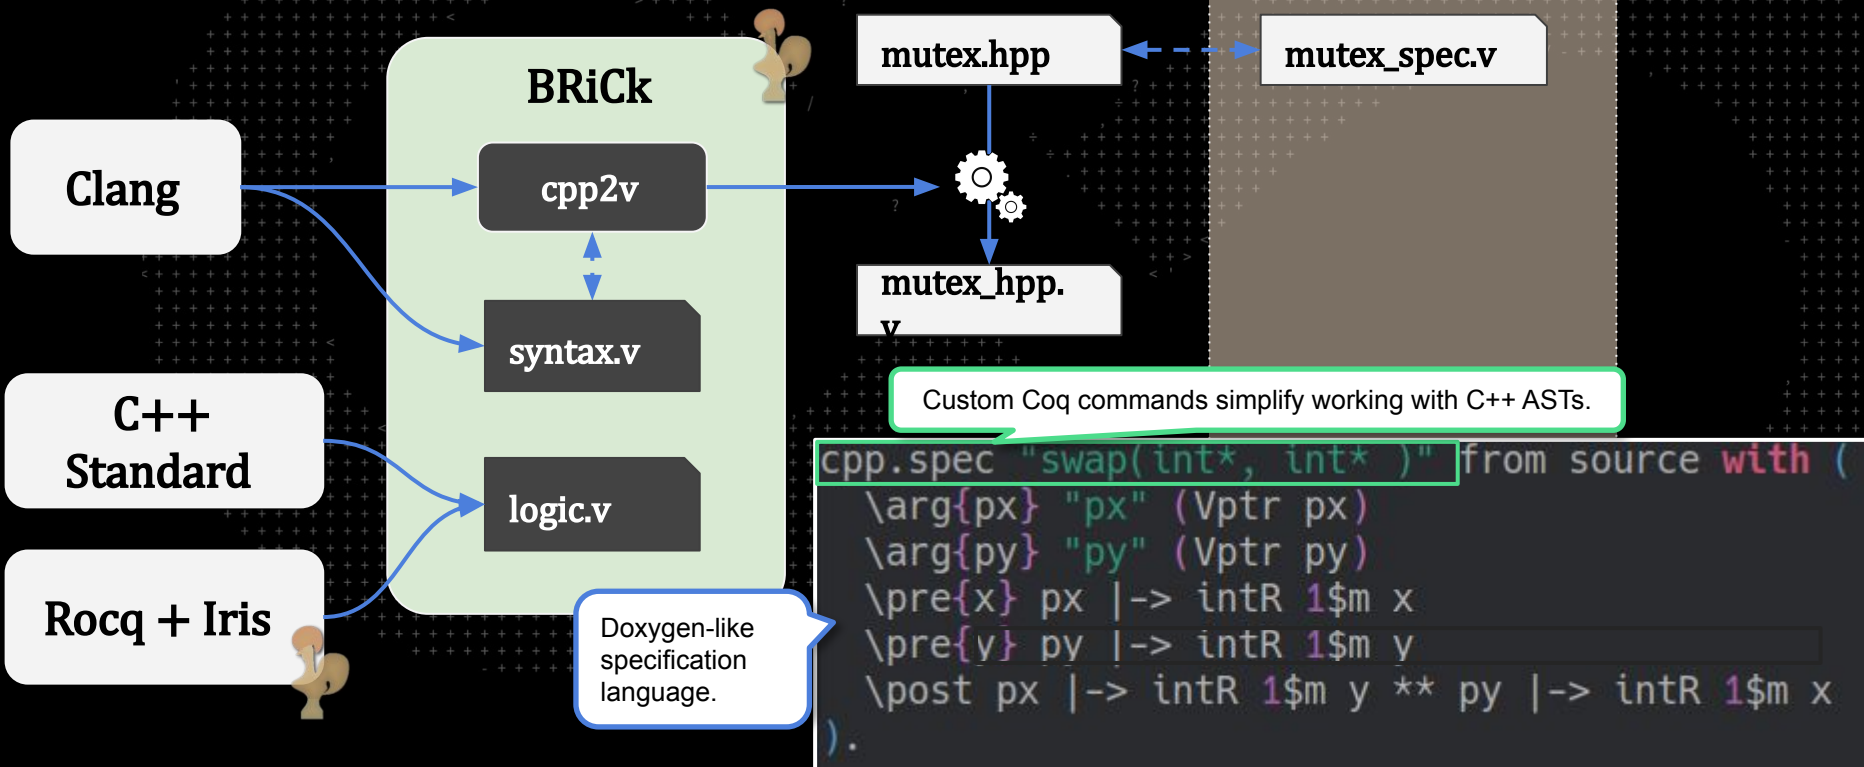 BRiCk
Clang
cpp2v
syntax.v
C++
Standard
logic.v
Rocq + Iris
mutex.hpp
mutex_spec.v
mutex_hpp.
v
Custom Coq commands simplify working with C++ ASTs.
Doxygen-like
specification
language.
cpp.spec "swap(int*, int* )" from source with (
\arg{px} "px" (Vptr px)
\arg{py} "py" (Vptr py)
\pre{x} px |-> intR 1$m x
\pre{y} py |-> intR 1$m y
\post px |-> intR 1$m y ** py |-> intR 1$m x
).